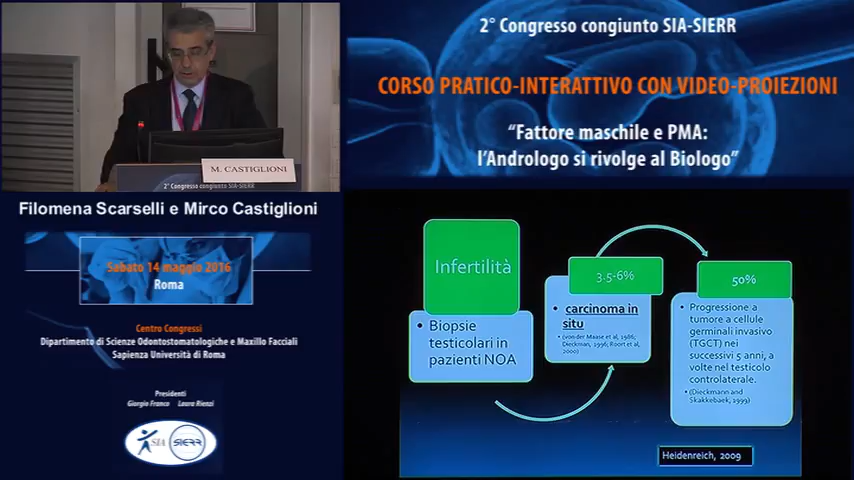 M. CASTIGLIONI
2° Congresso congiunto SIA-SIERR
Filomena Scarselli e Mirco Castiglioni
Sabato 14 maggio 2016
Roma
Centro Congressi
Dipartimento di Scienze Odontostomatologiche e Maxillo Facciali
Sapienza Università di Roma
Presidenti
Giorgio Franco Laura Rienzi
SIA SIERR
2° Congresso congiunto SIA-SIERR
CORSO PRATICO-INTERATTIVO CON VIDEO-PROIEZIONI
“Fattore maschile e PMA:
l’Andrologo si rivolge al Biologo”
Infertilità
• Biopsie
testicolari in
pazienti NOA
3.5-6%
• carcinoma in
situ
(von der Maase et al, 1986;
Dieckman, 1996; Roort et al,
2000)
50%
• Progressione a
tumore a cellule
germinali invasivo
(TGCT) nei
successivi 5 anni, a
volte nel testicolo
controlaterale.
• (Dieckmann and
Skakkebaek, 1999)
Heidenreich, 2009